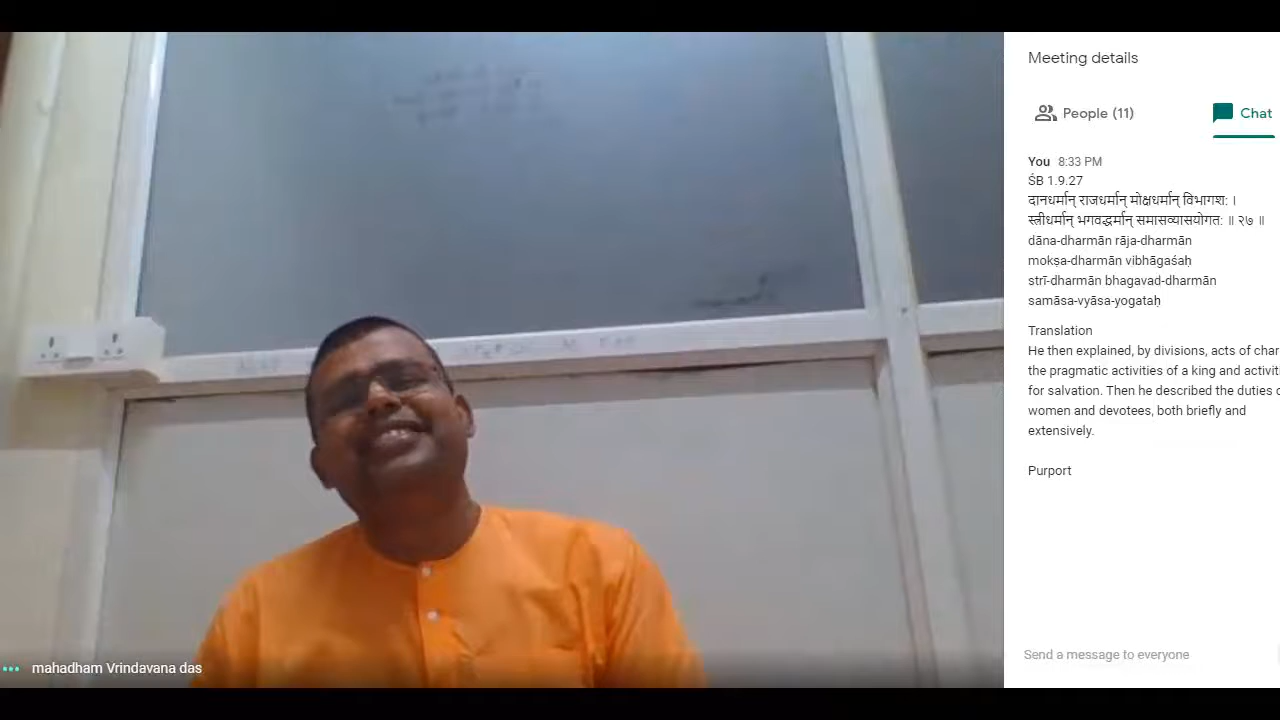 Meeting details
People (11)
Chat
You 8:33 PM
ŚB 1.9.27
दानधर्मान् राजधर्मान् मोक्षधर्मान् विभागश: ।
स्त्रीधर्मान् भगवद्धर्मान् समासव्यासयोगत: ॥ २७ ॥
dāna-dharmān rāja-dharmān
mokṣa-dharmān vibhāgaśaḥ
strī-dharmān bhagavad-dharmān
samāsa-vyāsa-yogataḥ
Translation
He then explained, by divisions, acts of char
the pragmatic activities of a king and activiti
for salvation. Then he described the duties o
women and devotees, both briefly and
extensively.
Purport
Send a message to everyone
mahadham Vrindavana das